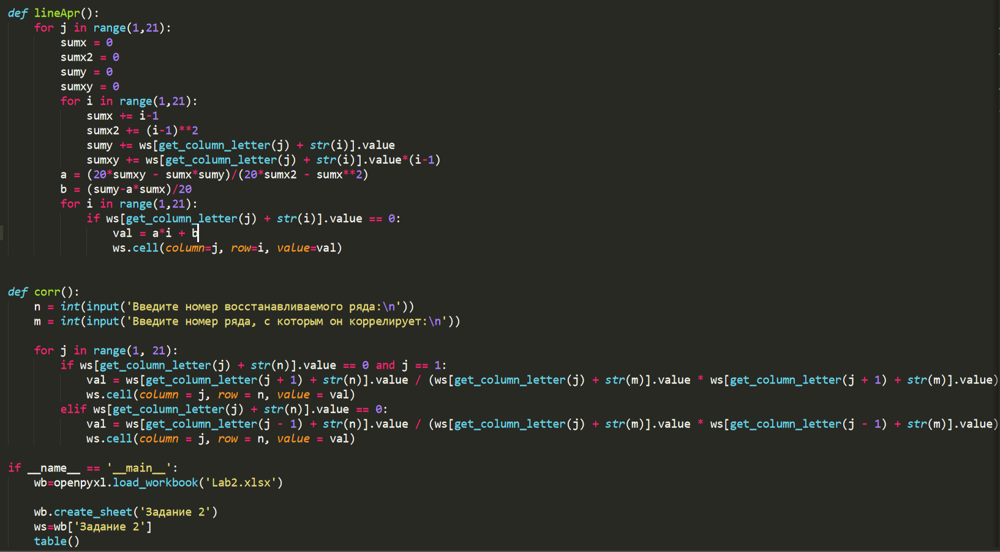 def lineApr():
    for j in range(1,21):
        sumx = 0
        sumx2 = 0
        sumy = 0
        sumxy = 0
        for i in range(1,21):
            sumx += i-1
            sumx2 += (i-1)**2
            sumy += ws[get_column_letter(j) + str(i)].value
            sumxy += ws[get_column_letter(j) + str(i)].value*(i-1)
        a = (20*sumxy - sumx*sumy)/(20*sumx2 - sumx**2)
        b = (sumy-a*sumx)/20
        for i in range(1,21):
            if ws[get_column_letter(j) + str(i)].value == 0:
                val = a*i + b
                ws.cell(column=j, row=i, value=val)
def corr():
    n = int(input('Введите номер восстанавливаемого ряда:\n'))
    m = int(input('Введите номер ряда, с которым он коррелирует:\n'))
    for j in range(1, 21):
        if ws[get_column_letter(j) + str(n)].value == 0 and j == 1:
            val = ws[get_column_letter(j + 1) + str(n)].value / (ws[get_column_letter(j) + str(m)].value * ws[get_column_letter(j + 1) + str(m)].value)
            ws.cell(column = j, row = n, value = val)
        elif ws[get_column_letter(j) + str(n)].value == 0:
            val = ws[get_column_letter(j - 1) + str(n)].value / (ws[get_column_letter(j) + str(m)].value * ws[get_column_letter(j - 1) + str(m)].value)
            ws.cell(column = j, row = n, value = val)
if __name__ == '__main__':
    wb=openpyxl.load_workbook('Lab2.xlsx')
    wb.create_sheet('Задание 2')
    ws=wb['Задание 2']
    table()